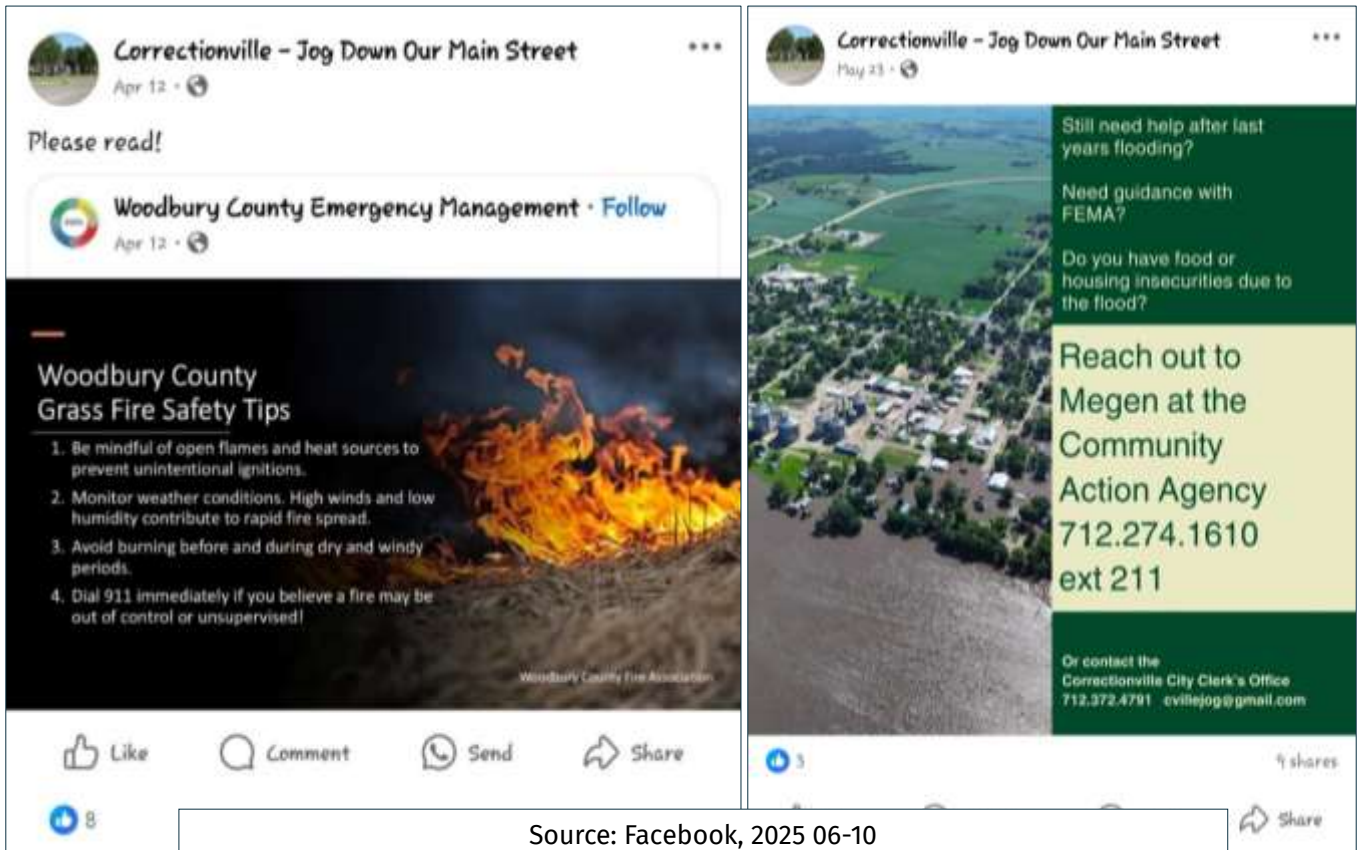 Correctionville – Jog Down Our Main Street
Apr 12 ·
Please read!
Woodbury County Emergency Management · Follow
Apr 12 ·
Woodbury County
Grass Fire Safety Tips
1. Be mindful of open flames and heat sources to
prevent unintentional ignitions.
2. Monitor weather conditions. High winds and low
humidity contribute to rapid fire spread.
3. Avoid burning before and during dry and windy
periods.
4. Dial 911 immediately if you believe a fire may be
out of control or unsupervised!
Woodbury County Fire Association
Like
Comment
Send
Share
8
Correctionville – Jog Down Our Main Street
May 23 ·
Still need help after last
years flooding?
Need guidance with
FEMA?
Do you have food or
housing insecurities due to
the flood?
Reach out to
Megen at the
Community
Action Agency
712.274.1610
ext 211
Or contact the
Correctionville City Clerk's Office
712.372.4791 cvillejog@gmail.com
3
9 shares
Share
Source: Facebook, 2025 06-10